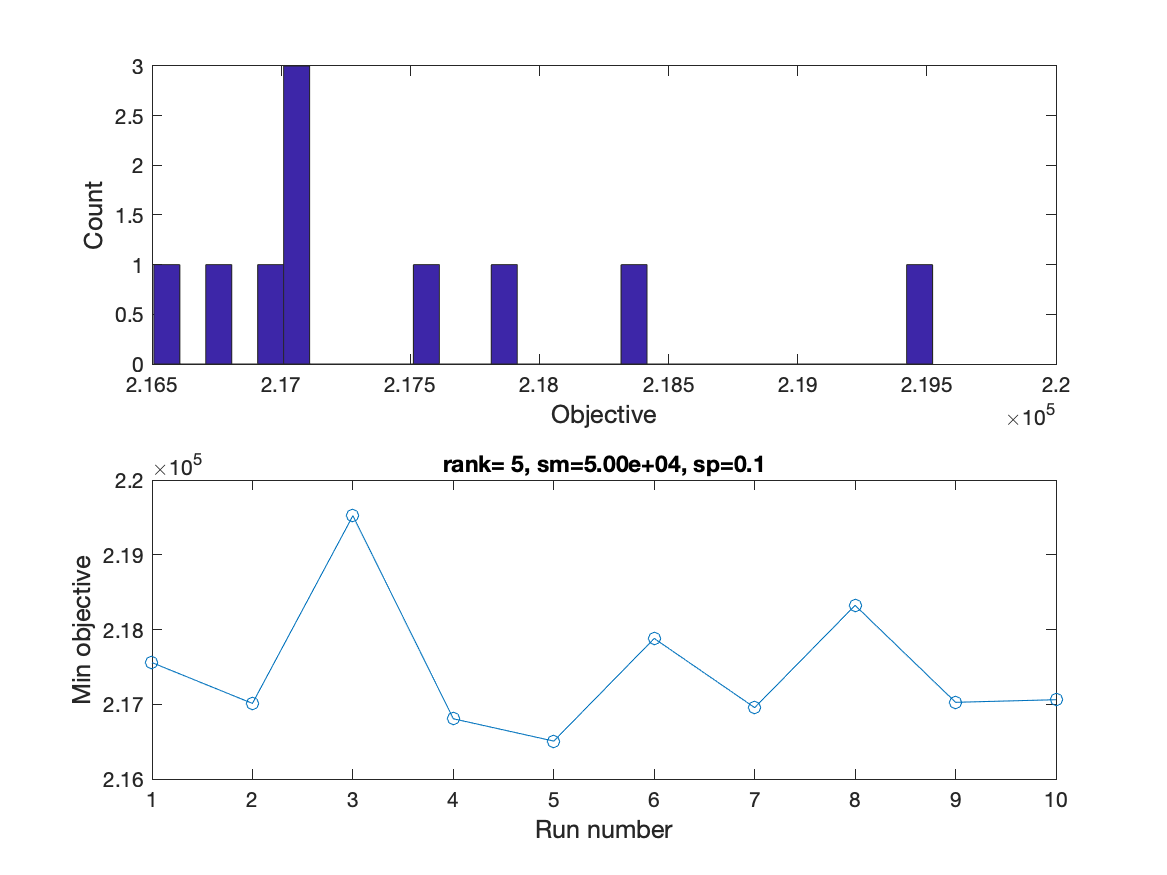 3
2.5
2
1.5
1
0.5
0
Count
2.165 2.17 2.175 2.18 2.185 2.19 2.195 2.2
Objective
×10^5
rank= 5, sm=5.00e+04, sp=0.1
×10^5
2.2
2.19
2.18
2.17
2.16
Min objective
1 2 3 4 5 6 7 8 9 10
Run number